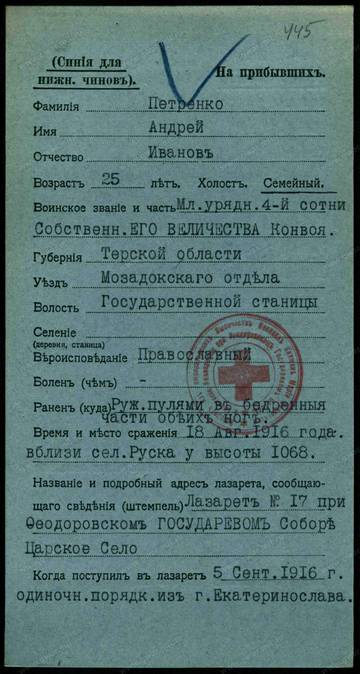 445
(Синія для
нижн. чиновъ).
На прибывшихъ.
Фамилія Петренко
Имя Андрей
Отчество Ивановъ
Возрастъ 25 лѣтъ. Холостъ. Семейный.
Воинское званіе и часть Мл.урядн.4-й сотни
Собственн.ЕГО ВЕЛИЧЕСТВА Конвоя.
Губернія Терской области
Уѣздъ Мозадокскаго отдѣла
Волость Государственной станицы
Селеніе
(деревня, станица)
Вѣроисповѣданіе Православный
Боленъ (чѣмъ) -
Раненъ (куда) Руж.пулями въ бедренныя
части обѣихъ ногъ.
Время и мѣсто сраженія 18 Авг.1916 года.
вблизи сел.Руска у высоты 1068.
Названіе и подробный адресъ лазарета, сообщаю-
щаго свѣдѣнія (штемпель) Лазаретъ № 17 при
Ѳеодоровскомъ ГОСУДАРЕВОМЪ Соборѣ
Царское Село
Когда поступилъ въ лазаретъ 5 Сент.1916 г.
одиночн.порядк.изъ г.Екатеринослава.